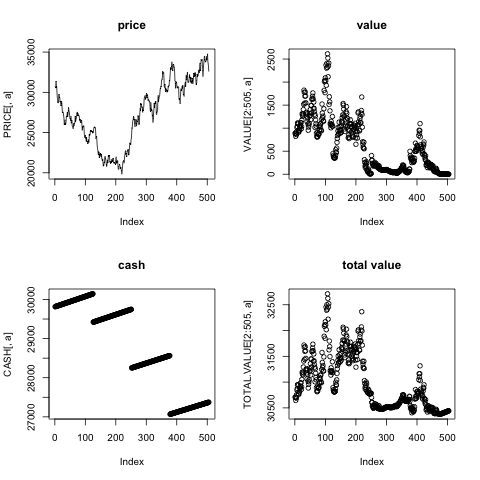 price
PRICE[, a]
35000
30000
25000
20000
0 100 200 300 400 500
Index
value
VALUE[2:505, a]
2500
1500
500
0
0 100 200 300 400 500
Index
cash
CASH[, a]
30000
29000
28000
27000
0 100 200 300 400 500
Index
total value
TOTAL.VALUE[2:505, a]
32500
31500
30500
0 100 200 300 400 500
Index